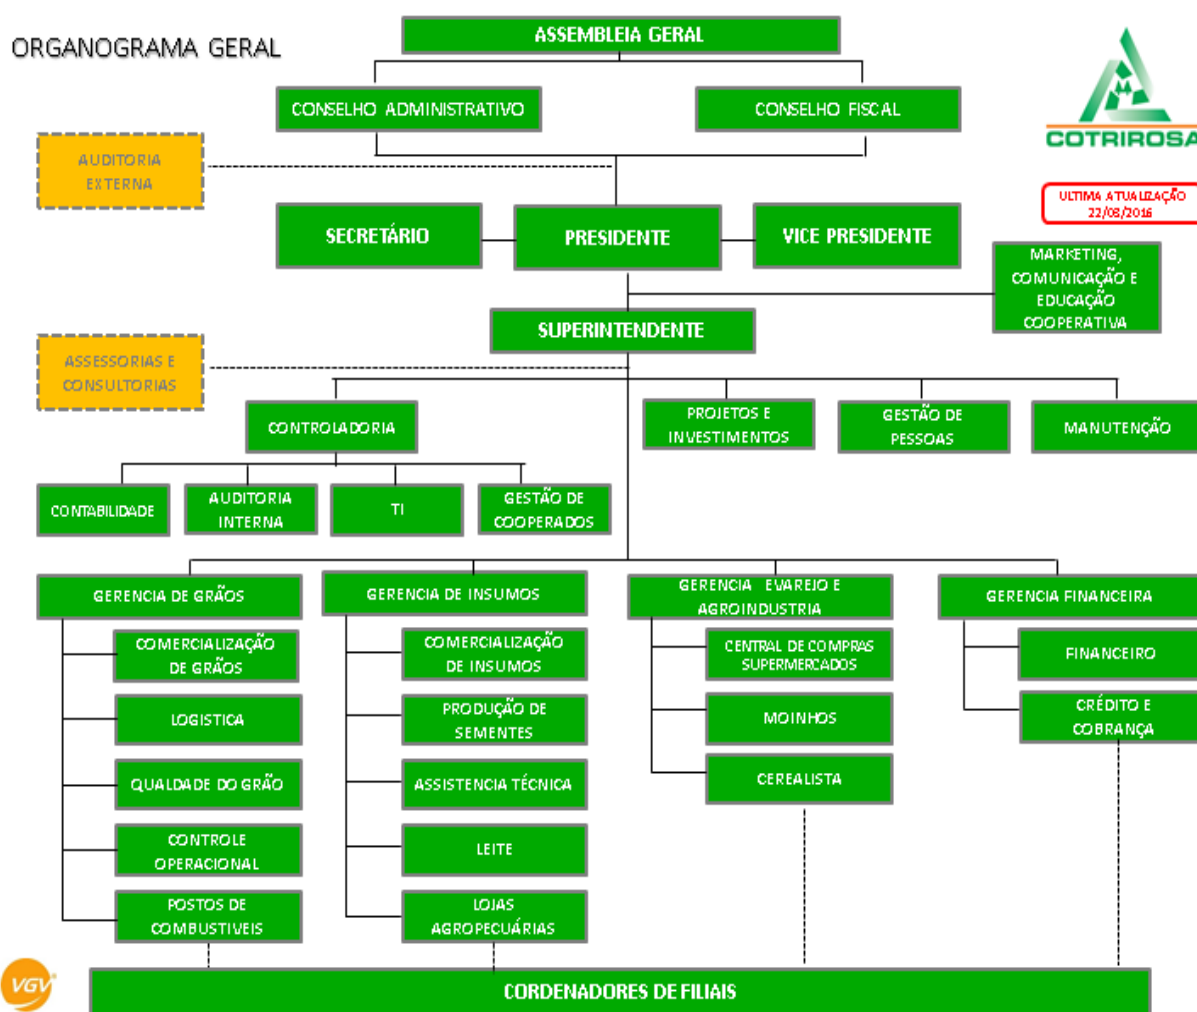 ORGANOGRAMA GERAL
ASSEMBLEIA GERAL
CONSELHO ADMINISTRATIVO
CONSELHO FISCAL
COTRIROSA
AUDITORIA
EXTERNA
ULTIMA ATUALIZAÇÃO
22/08/2016
SECRETÁRIO
PRESIDENTE
VICE PRESIDENTE
MARKETING,
COMUNICAÇÃO E
EDUCAÇÃO
COOPERATIVA
SUPERINTENDENTE
ASSESSORIAS E
CONSULTORIAS
CONTROLADORIA
PROJETOS E
INVESTIMENTOS
GESTÃO DE
PESSOAS
MANUTENÇÃO
CONTABILIDADE
AUDITORIA
INTERNA
TI
GESTÃO DE
COOPERADOS
GERENCIA DE GRÃOS
COMERCIALIZAÇÃO
DE GRÃOS
LOGISTICA
QUALDADE DO GRÃO
CONTROLE
OPERACIONAL
POSTOS DE
COMBUSTIVEIS
GERENCIA DE INSUMOS
COMERCIALIZAÇÃO
DE INSUMOS
PRODUÇÃO DE
SEMENTES
ASSISTENCIA TÉCNICA
LEITE
LOJAS
AGROPECUÁRIAS
GERENCIA EVAREJO E
AGROINDUSTRIA
CENTRAL DE COMPRAS
SUPERMERCADOS
MOINHOS
CEREALISTA
GERENCIA FINANCEIRA
FINANCEIRO
CRÉDITO E
COBRANÇA
VGV
CORDENADORES DE FILIAIS